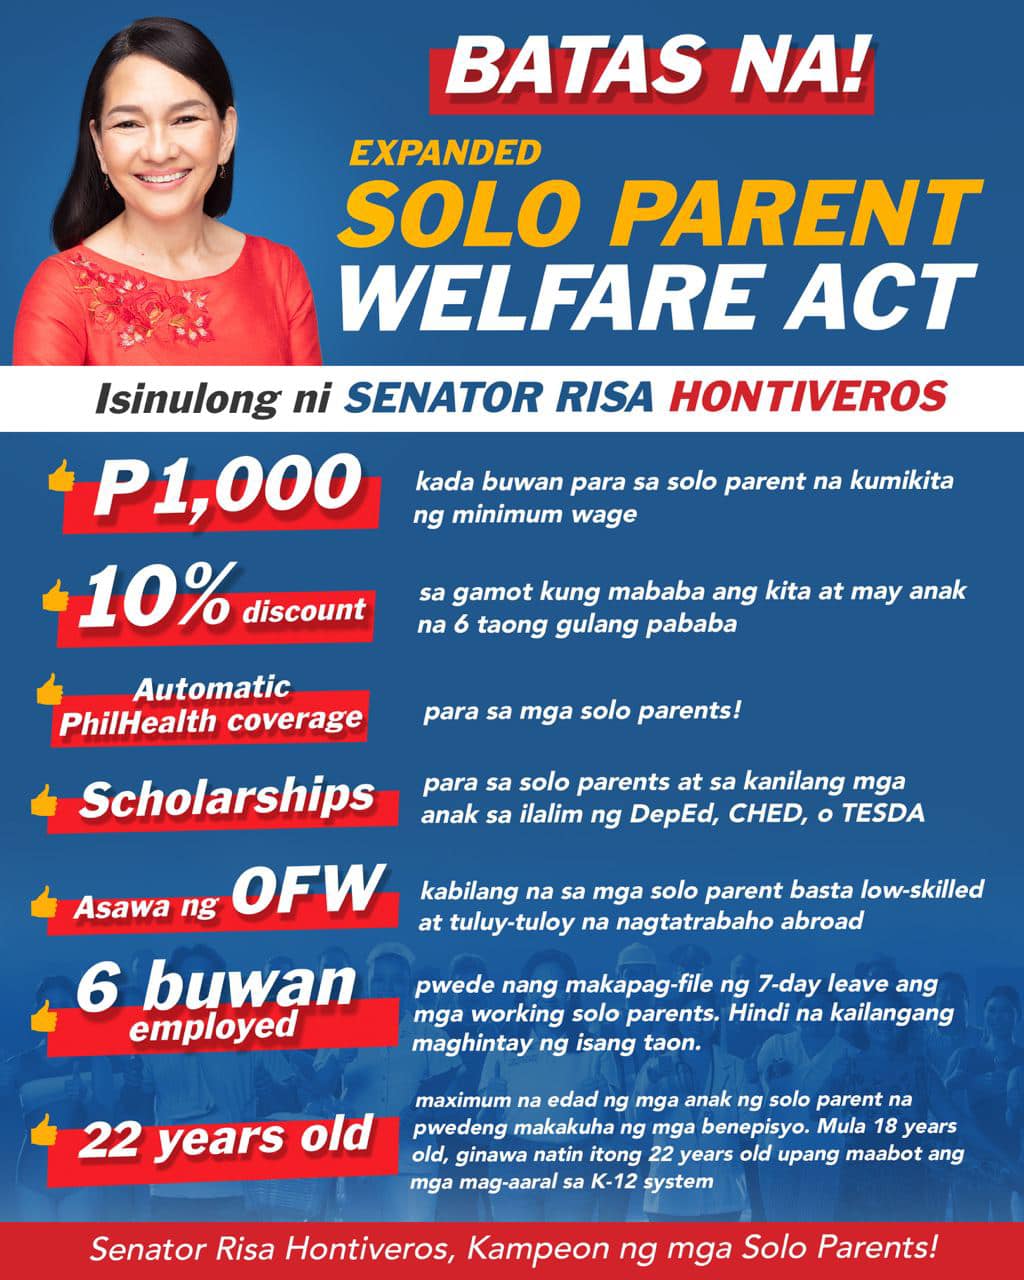 BATAS NA!
EXPANDED
SOLO PARENT
WELFARE ACT
Isinulong ni SENATOR RISA HONTIVEROS
P1,000
kada buwan para sa solo parent na kumikita
ng minimum wage
10% discount
sa gamot kung mababa ang kita at may anak
na 6 taong gulang pababa
Automatic
PhilHealth coverage
para sa mga solo parents!
Scholarships
para sa solo parents at sa kanilang mga
anak sa ilalim ng DepEd, CHED, o TESDA
Asawa ng OFW
kabilang na sa mga solo parent basta low-skilled
at tuluy-tuloy na nagtatrabaho abroad
6 buwan
employed
pwede nang makapag-file ng 7-day leave ang
mga working solo parents. Hindi na kailangang
maghintay ng isang taon.
22 years old
maximum na edad ng mga anak ng solo parent na
pwedeng makakuha ng mga benepisyo. Mula 18 years
old, ginawa natin itong 22 years old upang maabot ang
mga mag-aaral sa K-12 system
Senator Risa Hontiveros, Kampeon ng mga Solo Parents!